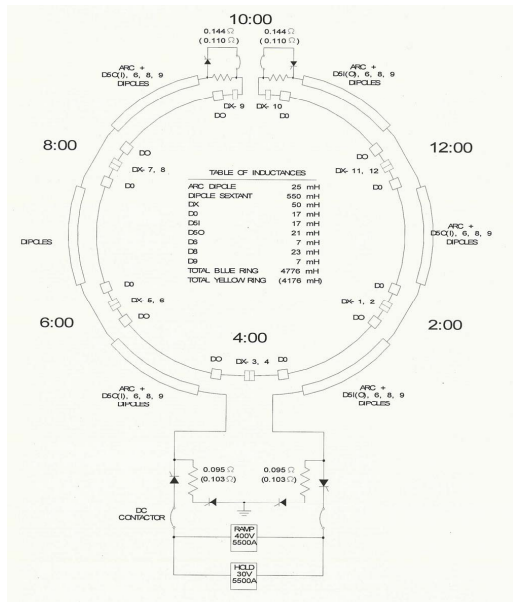 10:00
0.144 Ω
(0.110 Ω)
0.144 Ω
(0.110 Ω)
ARC +
D5O(I), 6, 8, 9
DIPOLES
ARC +
D5I(O), 6, 8, 9
DIPOLES
DX- 9
DX- 10
DO
D0
8:00
12:00
DO
DX- 7, 8
D0
DO
DX- 11, 12
D0
TABLE OF INDUCTANCES
ARC DIPOLE 25 mH
DIPOLE SEXTANT 550 mH
DX 50 mH
D0 17 mH
D5I 17 mH
D5O 21 mH
D6 7 mH
D8 23 mH
D9 7 mH
TOTAL BLUE RING 4776 mH
TOTAL YELLOW RING (4176 mH)
DIPOLES
ARC +
D5O(I), 6, 8, 9
DIPOLES
D0
DX- 5, 6
DO
D0
DX- 1, 2
DO
6:00
4:00
2:00
DO
DX- 3, 4
D0
ARC +
D5O(I), 6, 8, 9
DIPOLES
ARC +
D5I(O), 6, 8, 9
DIPOLES
0.095 Ω
(0.103 Ω)
0.095 Ω
(0.103 Ω)
DC
CONTACTOR
RAMP
400V
5500A
HOLD
30V
5500A